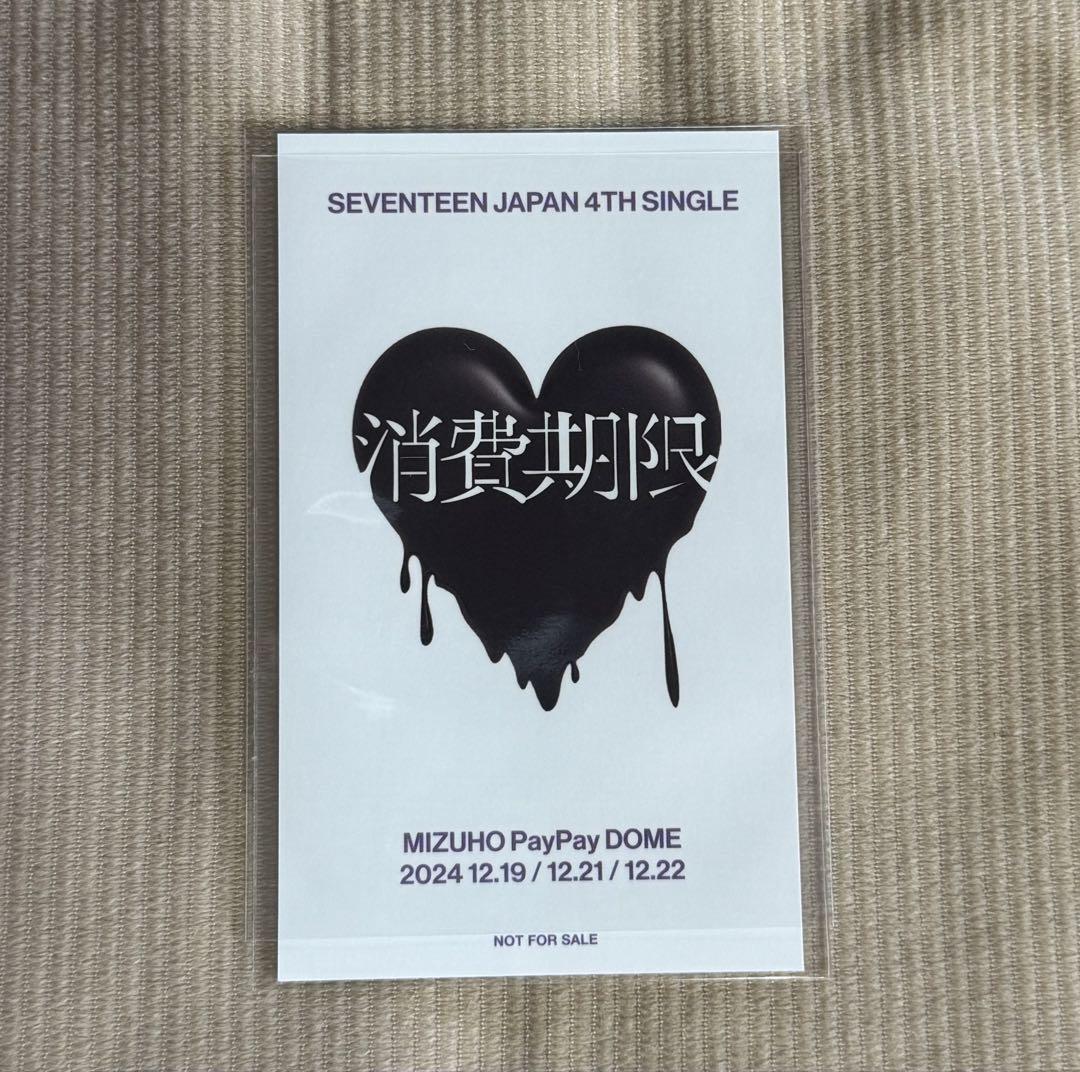 SEVENTEEN JAPAN 4TH SINGLE
消費期限
MIZUHO PayPay DOME
2024 12.19 / 12.21 / 12.22
NOT FOR SALE